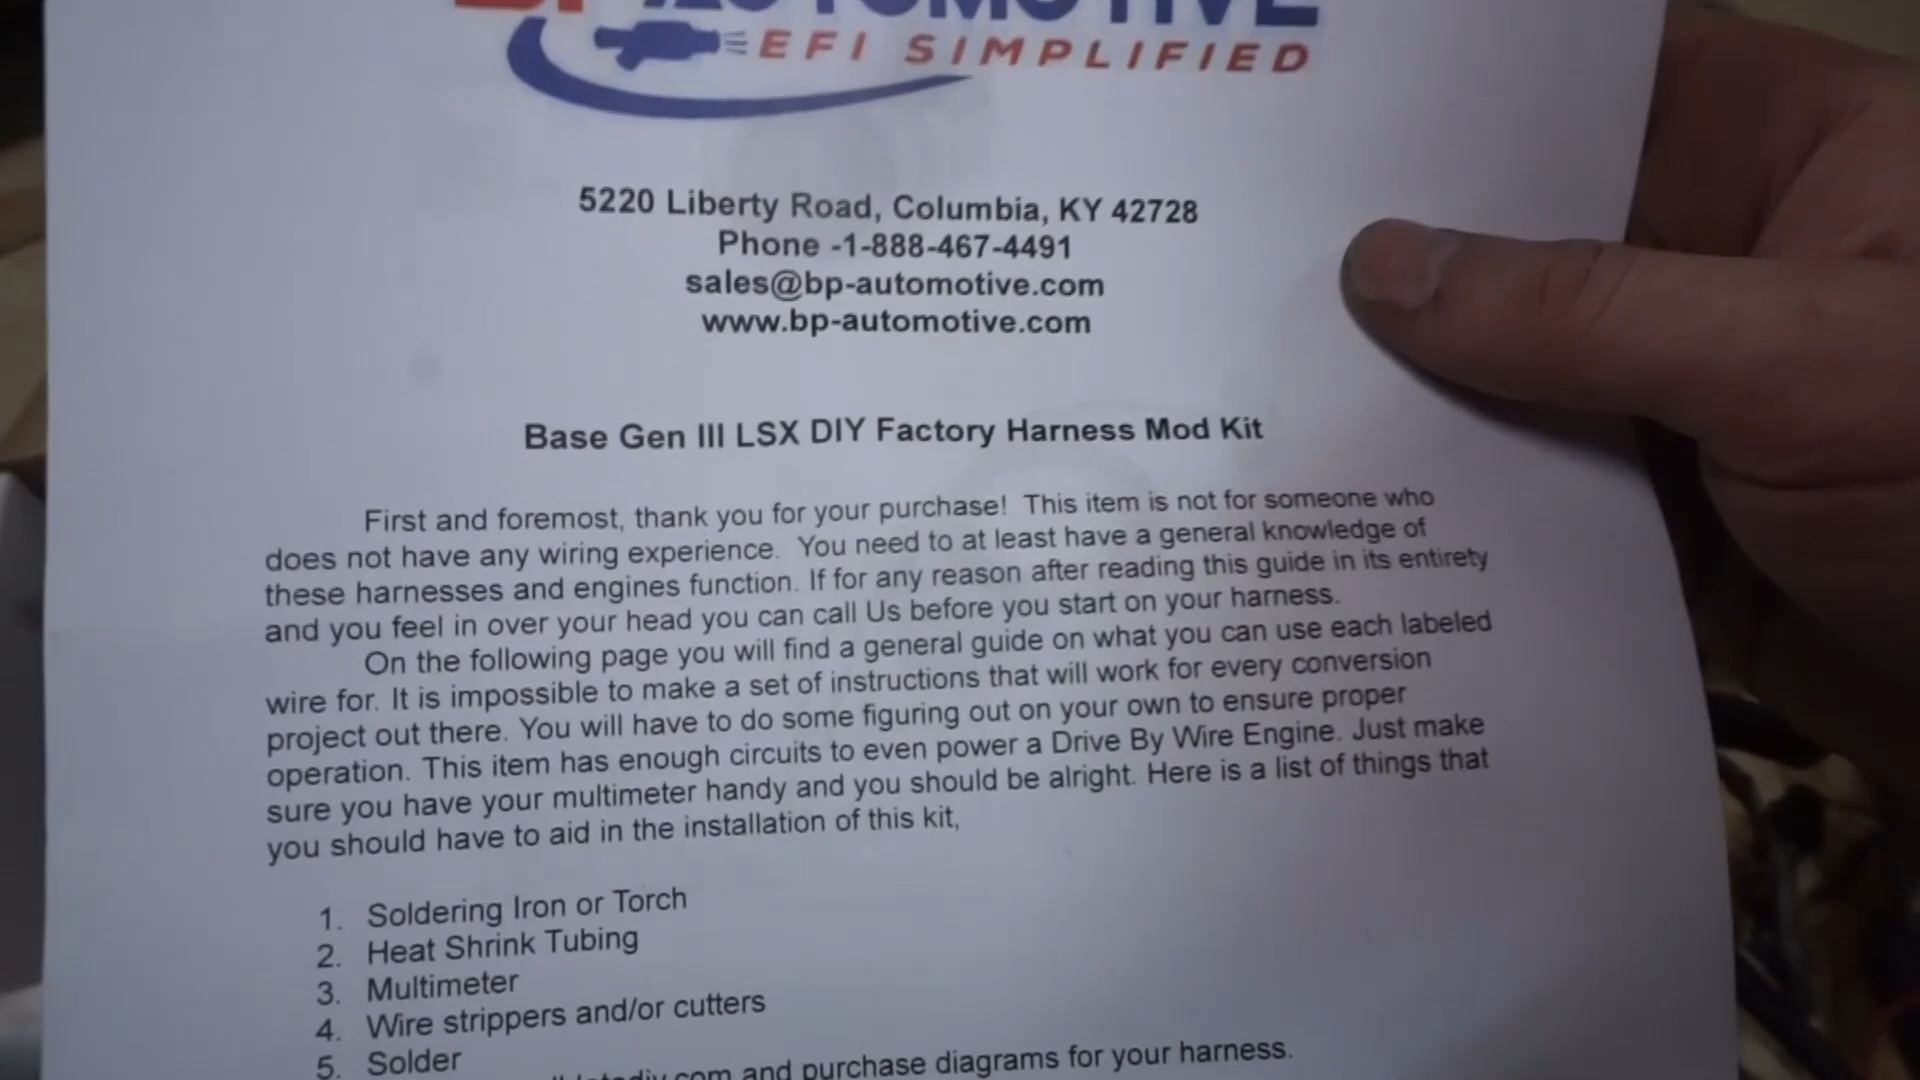 BP AUTOMOTIVE
EFI SIMPLIFIED
5220 Liberty Road, Columbia, KY 42728
Phone -1-888-467-4491
sales@bp-automotive.com
www.bp-automotive.com
Base Gen III LSX DIY Factory Harness Mod Kit
First and foremost, thank you for your purchase! This item is not for someone who
does not have any wiring experience. You need to at least have a general knowledge of
these harnesses and engines function. If for any reason after reading this guide in its entirety
and you feel in over your head you can call Us before you start on your harness.
On the following page you will find a general guide on what you can use each labeled
wire for. It is impossible to make a set of instructions that will work for every conversion
project out there. You will have to do some figuring out on your own to ensure proper
operation. This item has enough circuits to even power a Drive By Wire Engine. Just make
sure you have your multimeter handy and you should be alright. Here is a list of things that
you should have to aid in the installation of this kit,
1. Soldering Iron or Torch
2. Heat Shrink Tubing
3. Multimeter
4. Wire strippers and/or cutters
5. Solder
and purchase diagrams for your harness.